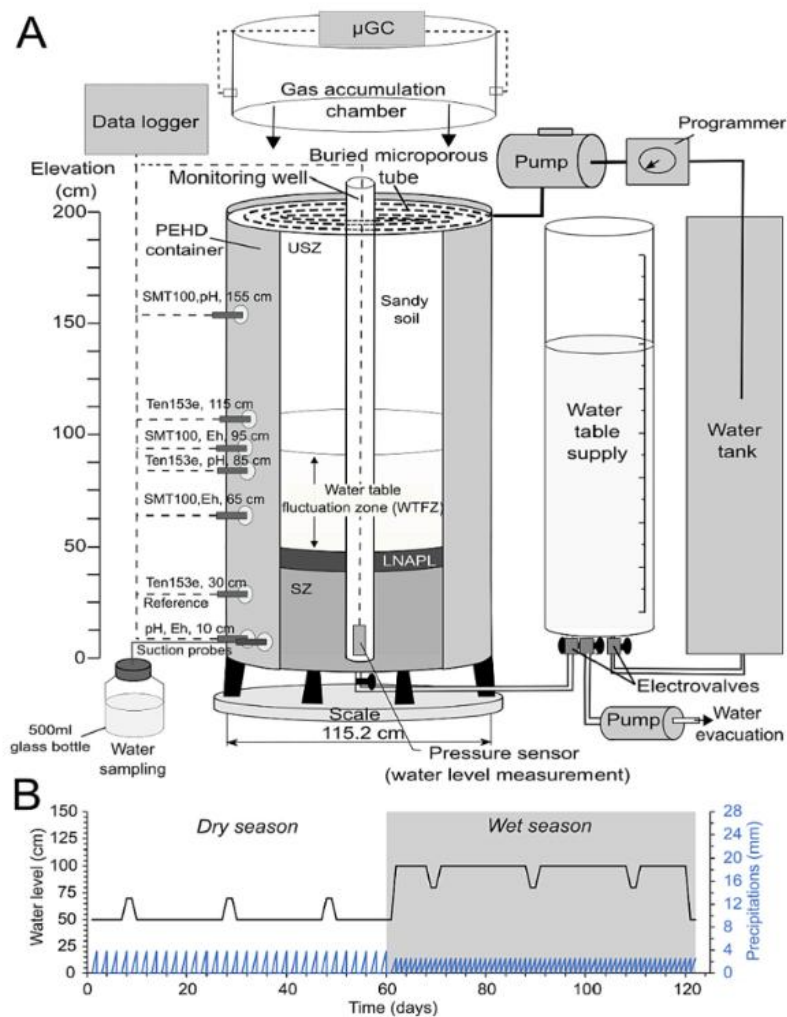 A
µGC
Gas accumulation
chamber
Data logger
Programmer
Pump
Elevation
(cm)
Monitoring well
Buried microporous
tube
200
150
100
50
0
PEHD
container
USZ
Sandy
soil
SMT100,pH, 155 cm
Ten153e, 115 cm
SMT100, Eh, 95 cm
Ten153e, pH, 85 cm
SMT100,Eh, 65 cm
Ten153e, 30 cm
Reference
pH, Eh, 10 cm
Suction probes
Water table
fluctuation zone (WTFZ)
LNAPL
SZ
Water
table
supply
Water
tank
Electrovalves
500ml
glass bottle
Water
sampling
Scale
115.2 cm
Pump
Water
evacuation
Pressure sensor
(water level measurement)
B
Dry season
Wet season
Water level (cm)
150
125
100
75
50
25
0
Precipitations (mm)
28
24
20
16
12
8
4
0
0 20 40 60 80 100 120
Time (days)